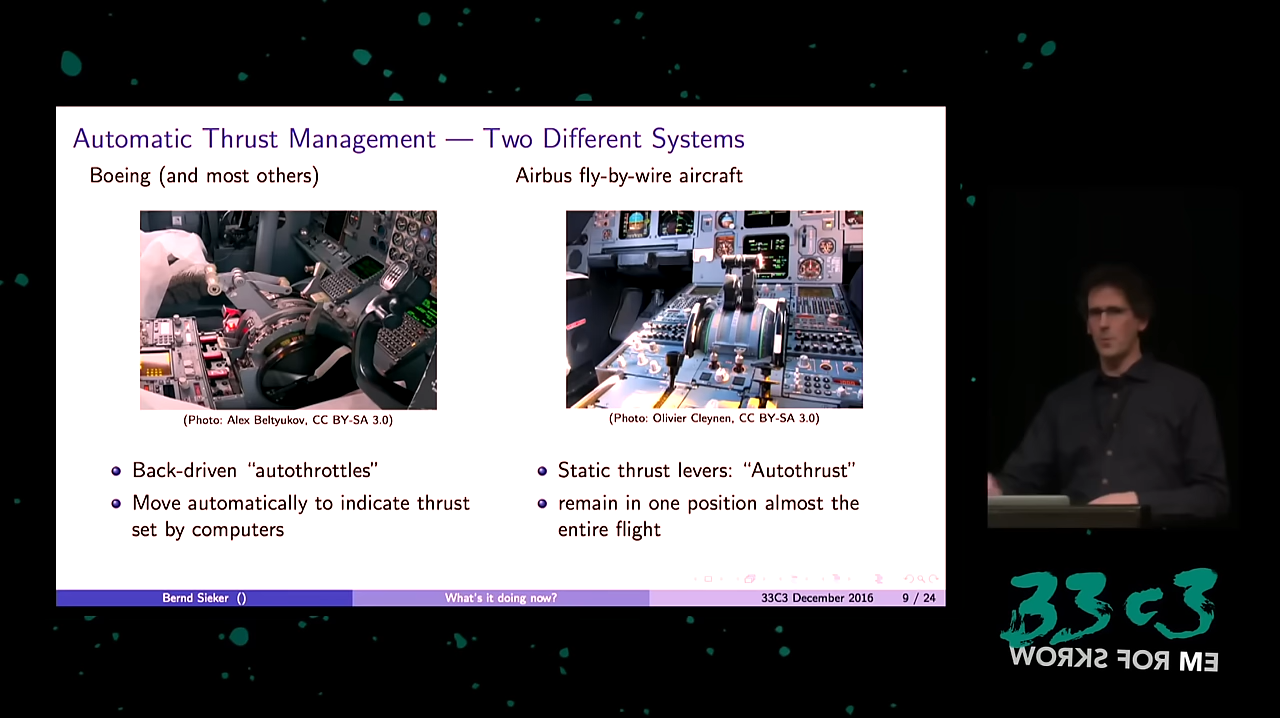 Automatic Thrust Management — Two Different Systems
Boeing (and most others)
Airbus fly-by-wire aircraft
(Photo: Alex Beltyukov, CC BY-SA 3.0)
(Photo: Olivier Cleynen, CC BY-SA 3.0)
Back-driven “autothrottles”
Move automatically to indicate thrust
set by computers
Static thrust levers: “Autothrust”
remain in one position almost the
entire flight
Bernd Sieker ()
What's it doing now?
33C3 December 2016
9 / 24
33c3
WORKS FOR ME